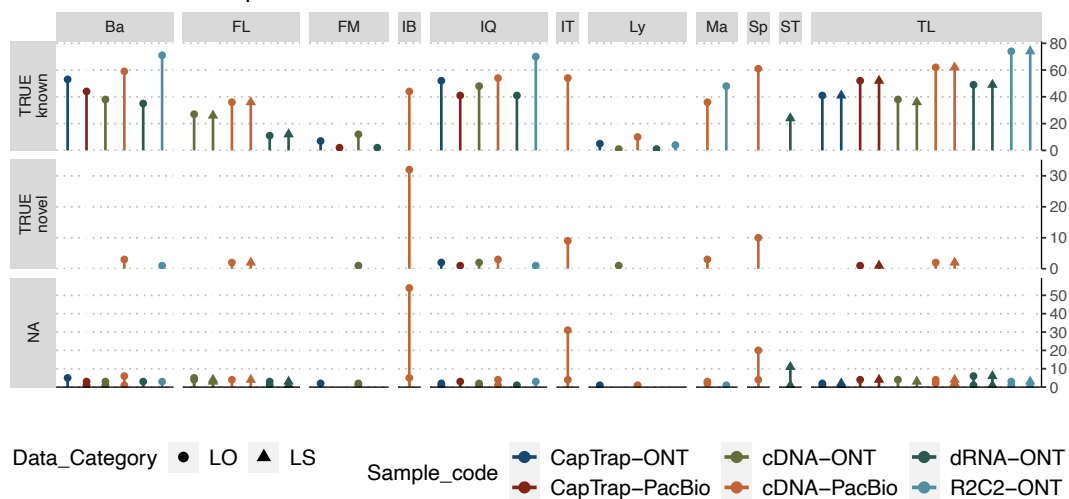 Ba FL FM IB IQ IT Ly Ma Sp ST TL
TRUE
known
80
60
40
20
0
TRUE
novel
30
20
10
0
NA
50
40
30
20
10
0
Data_Category LO LS
Sample_code
CapTrap-ONT cDNA-ONT dRNA-ONT
CapTrap-PacBio cDNA-PacBio R2C2-ONT